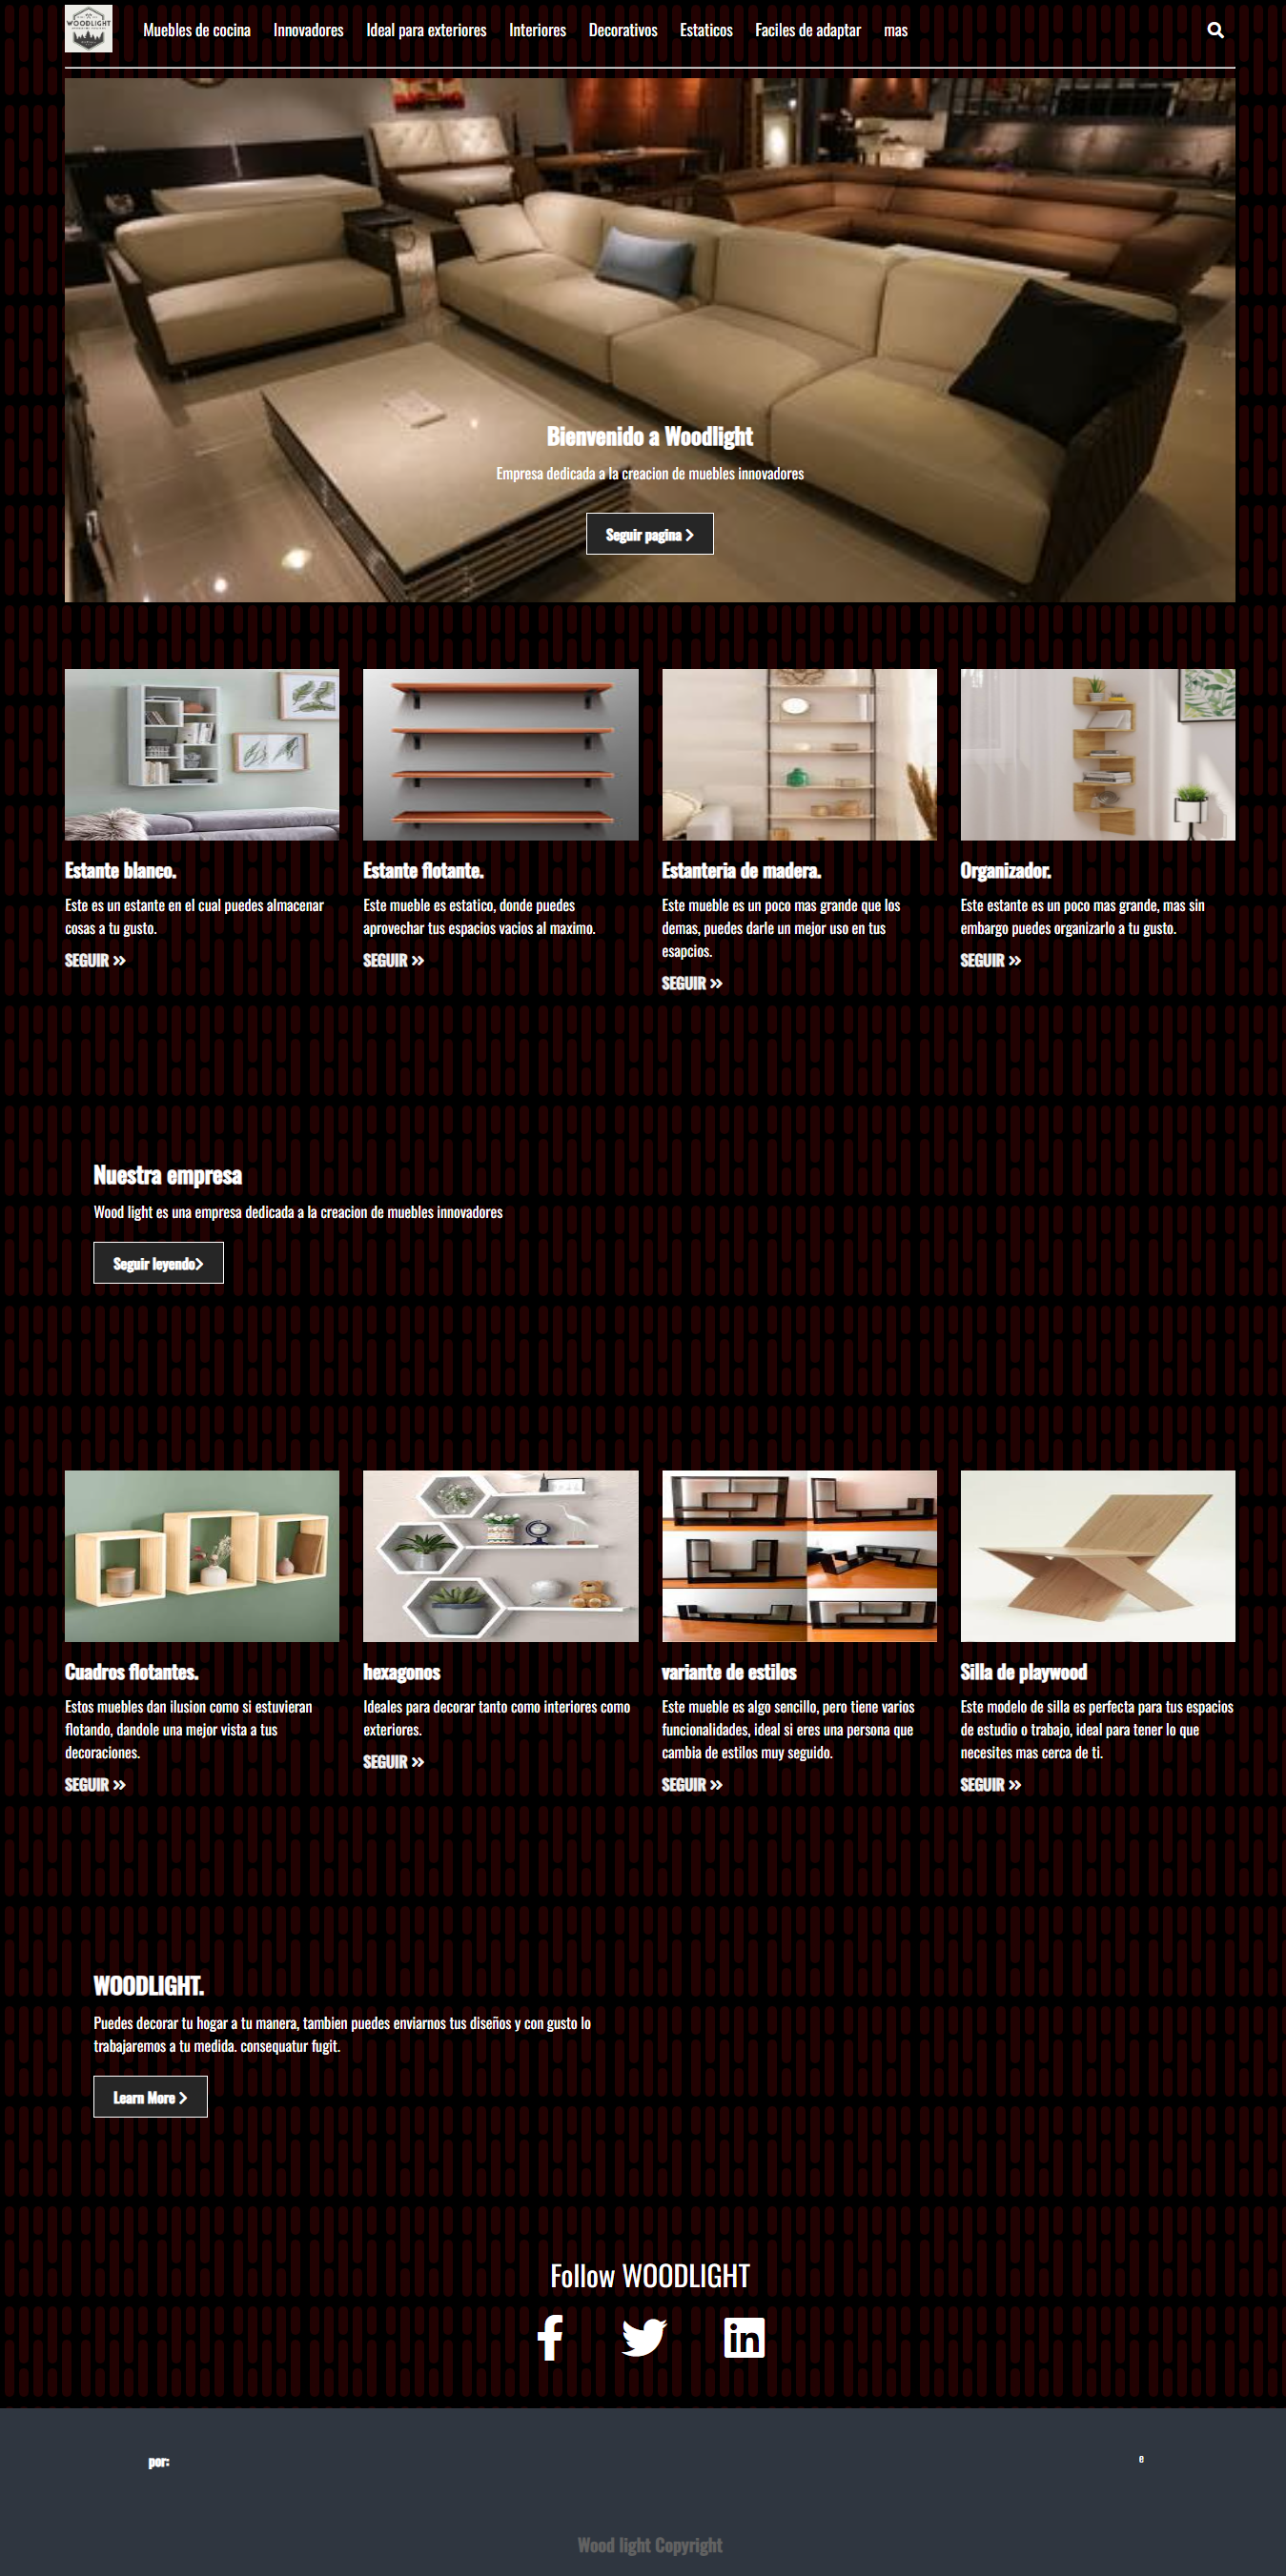 WOODLIGHT
Muebles de cocina Innovadores Ideal para exteriores Interiores Decorativos Estaticos Faciles de adaptar mas
Bienvenido a Woodlight
Empresa dedicada a la creacion de muebles innovadores
Seguir pagina
Estante blanco.
Este es un estante en el cual puedes almacenar
cosas a tu gusto.
SEGUIR
Estante flotante.
Este mueble es estatico, donde puedes
aprovechar tus espacios vacios al maximo.
SEGUIR
Estanteria de madera.
Este mueble es un poco mas grande que los
demas, puedes darle un mejor uso en tus
esapcios.
SEGUIR
Organizador.
Este estante es un poco mas grande, mas sin
embargo puedes organizarlo a tu gusto.
SEGUIR
Nuestra empresa
Wood light es una empresa dedicada a la creacion de muebles innovadores
Seguir leyendo
Cuadros flotantes.
Estos muebles dan ilusion como si estuvieran
flotando, dandole una mejor vista a tus
decoraciones.
SEGUIR
hexagonos
Ideales para decorar tanto como interiores como
exteriores.
SEGUIR
variante de estilos
Este mueble es algo sencillo, pero tiene varios
funcionalidades, ideal si eres una persona que
cambia de estilos muy seguido.
SEGUIR
Silla de playwood
Este modelo de silla es perfecta para tus espacios
de estudio o trabajo, ideal para tener lo que
necesites mas cerca de ti.
SEGUIR
WOODLIGHT.
Puedes decorar tu hogar a tu manera, tambien puedes enviarnos tus diseños y con gusto lo
trabajaremos a tu medida. consequatur fugit.
Learn More
Follow WOODLIGHT
por:
e
Wood light Copyright